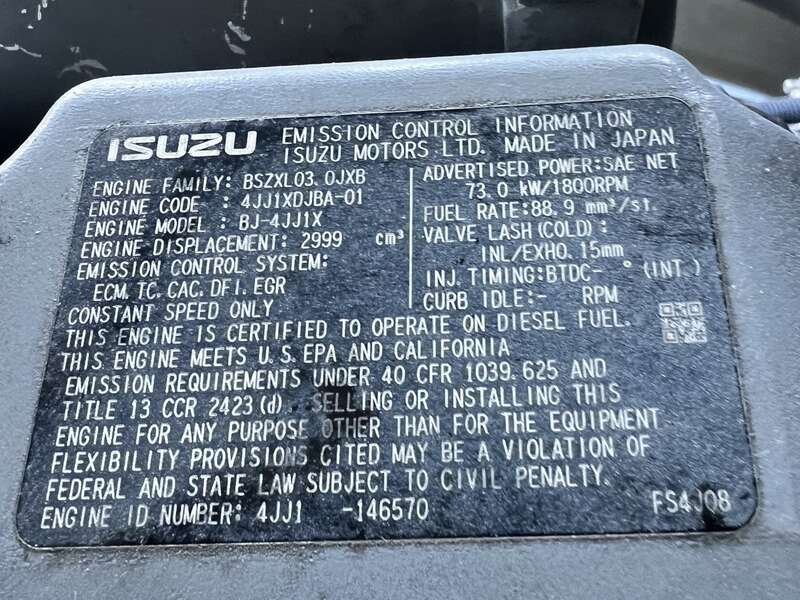 ISUZU EMISSION CONTROL INFORMATION
ISUZU MOTORS LTD. MADE IN JAPAN
ENGINE FAMILY: BSZXL03.0JXB
ENGINE CODE : 4JJ1XDJBA-01
ENGINE MODEL : BJ-4JJ1X
ENGINE DISPLACEMENT: 2999 cm³
EMISSION CONTROL SYSTEM:
ECM. TC. CAC. DFI. EGR
CONSTANT SPEED ONLY
ADVERTISED POWER:SAE NET
73.0 kW/1800RPM
FUEL RATE:88.9 mm³/st.
VALVE LASH (COLD) :
INL/EXH0.15mm
INJ. TIMING:BTDC- ° (INT.)
CURB IDLE:- RPM
THIS ENGINE IS CERTIFIED TO OPERATE ON DIESEL FUEL.
THIS ENGINE MEETS U.S. EPA AND CALIFORNIA
EMISSION REQUIREMENTS UNDER 40 CFR 1039.625 AND
TITLE 13 CCR 2423(d). SELLING OR INSTALLING THIS
ENGINE FOR ANY PURPOSE OTHER THAN FOR THE EQUIPMENT
FLEXIBILITY PROVISIONS CITED MAY BE A VIOLATION OF
FEDERAL AND STATE LAW SUBJECT TO CIVIL PENALTY.
ENGINE ID NUMBER: 4JJ1 -146570
FS4J08